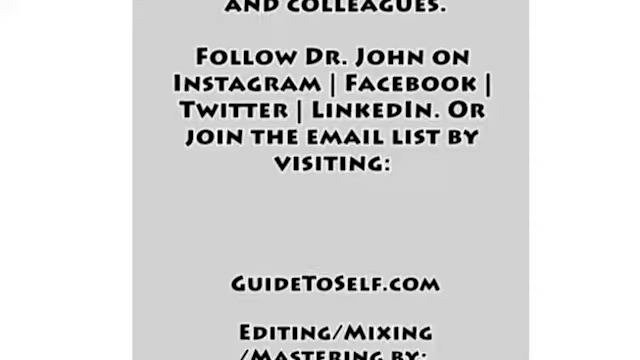 and colleagues.
Follow Dr. John on
Instagram | Facebook |
Twitter | LinkedIn. Or
join the email list by
visiting:
GuideToSelf.com
Editing/Mixing
/Mastering by: